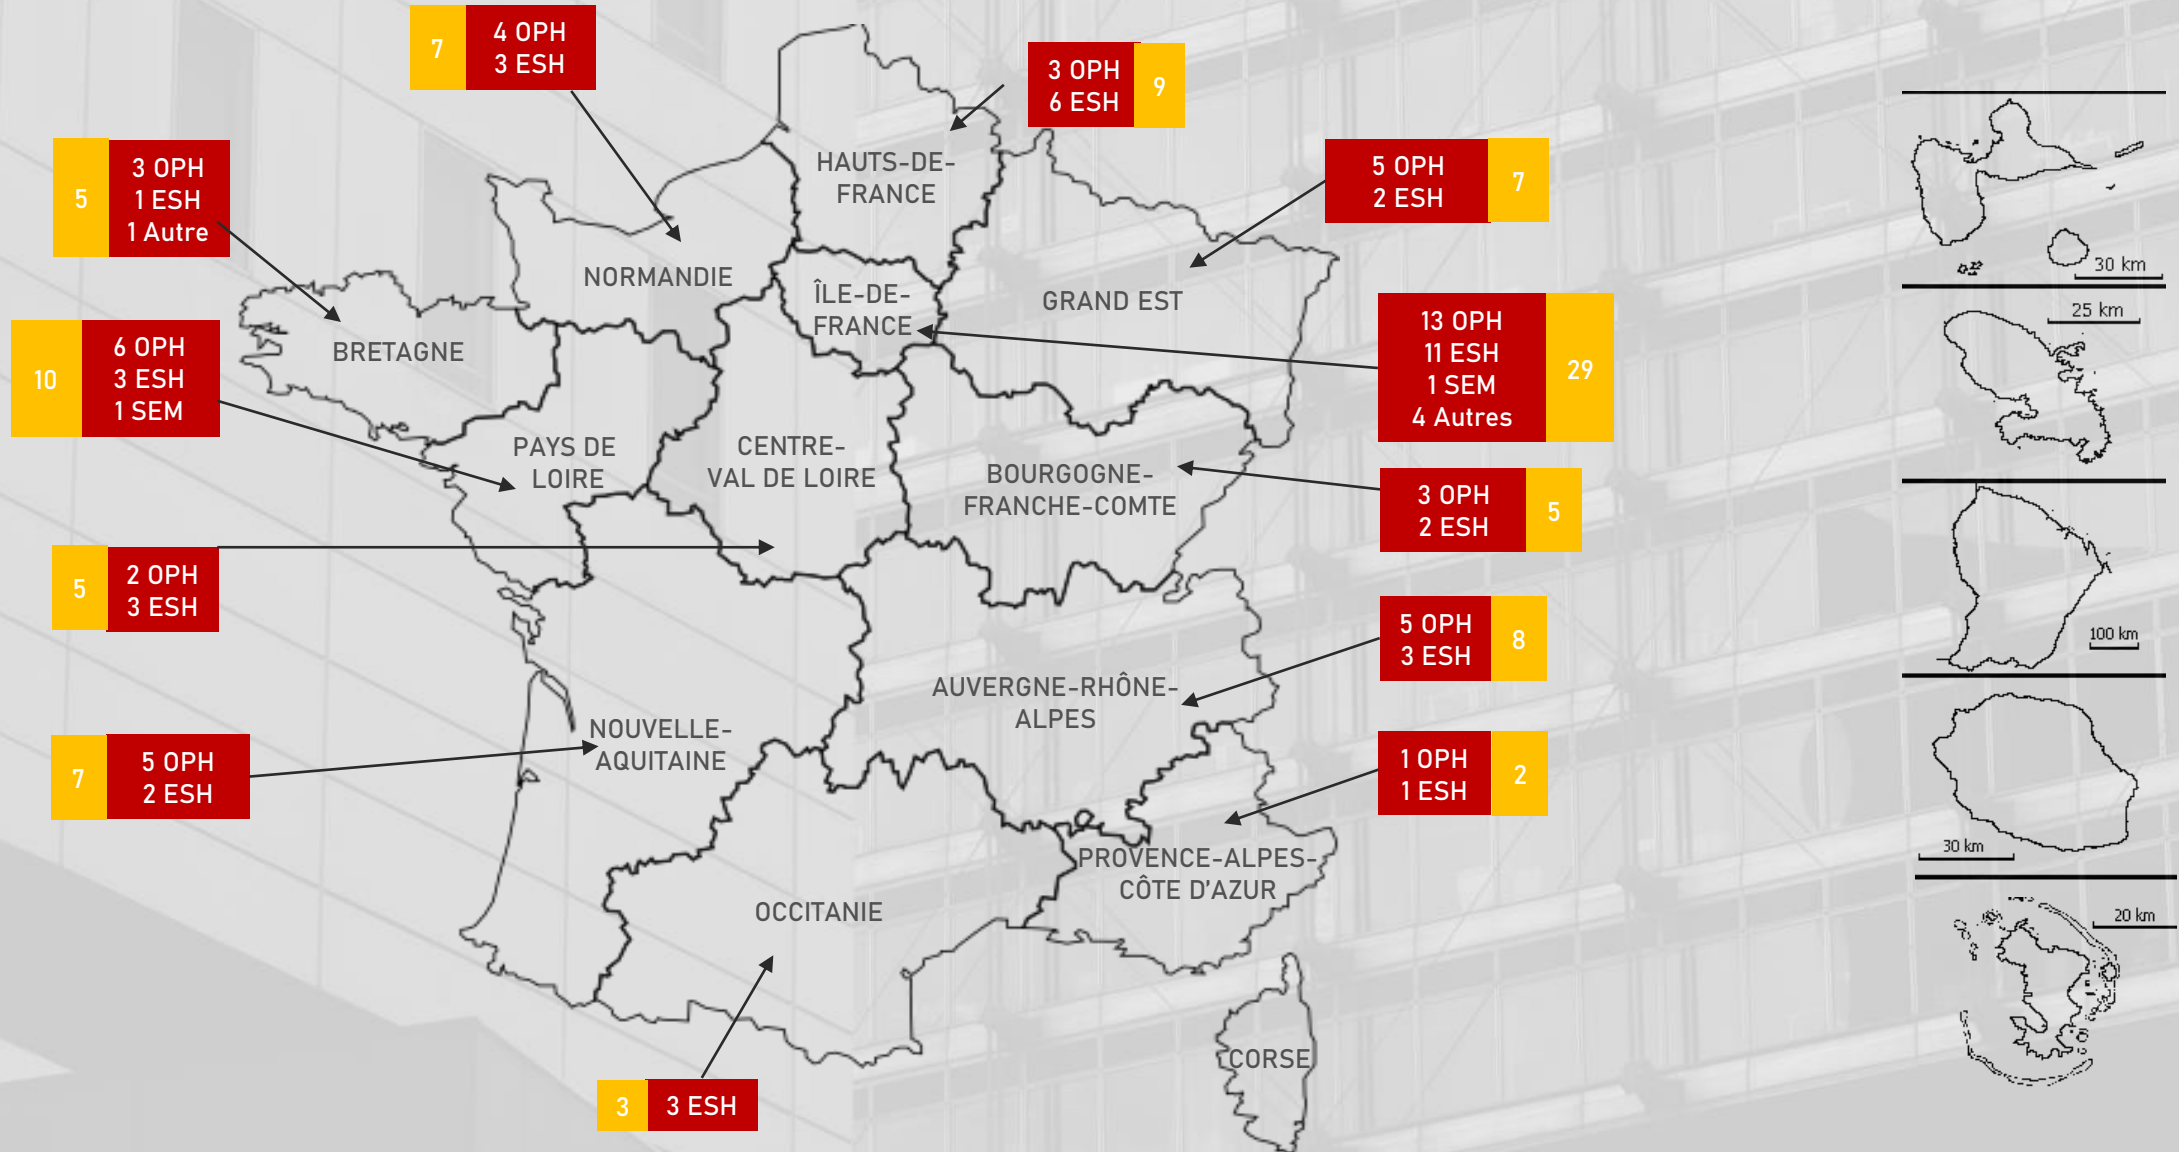 7
4 OPH
3 ESH
3 OPH
6 ESH
9
5
3 OPH
1 ESH
1 Autre
HAUTS-DE-
FRANCE
5 OPH
2 ESH
7
30 km
NORMANDIE
ÎLE-DE-
FRANCE
GRAND EST
25 km
10
6 OPH
3 ESH
1 SEM
BRETAGNE
13 OPH
11 ESH
1 SEM
4 Autres
29
PAYS DE
LOIRE
CENTRE-
VAL DE LOIRE
BOURGOGNE-
FRANCHE-COMTE
3 OPH
2 ESH
5
5
2 OPH
3 ESH
5 OPH
3 ESH
8
100 km
AUVERGNE-RHÔNE-
ALPES
NOUVELLE-
AQUITAINE
7
5 OPH
2 ESH
1 OPH
1 ESH
2
30 km
PROVENCE-ALPES-
CÔTE D'AZUR
OCCITANIE
20 km
CORSE
3
3 ESH